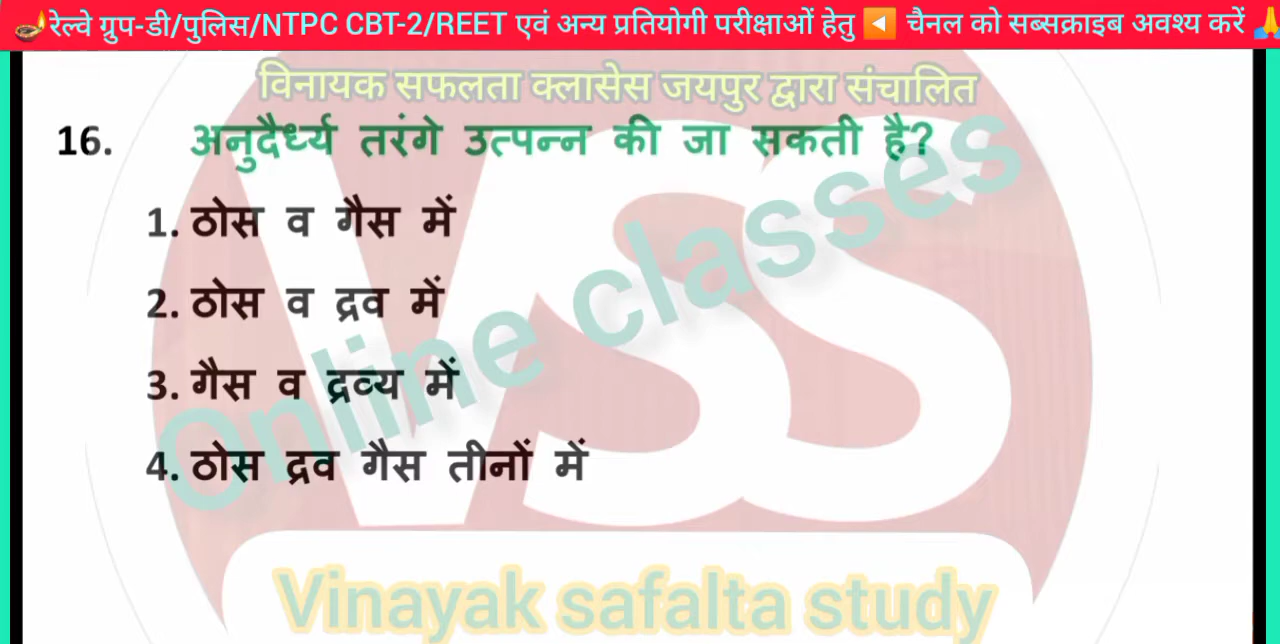 रेल्वे ग्रुप-डी/पुलिस/NTPC CBT-2/REET एवं अन्य प्रतियोगी परीक्षाओं हेतु ◀ चैनल को सब्सक्राइब अवश्य करें
विनायक सफलता क्लासेस जयपुर द्वारा संचालित
16. अनुदैर्ध्य तरंगे उत्पन्न की जा सकती है?
1. ठोस व गैस में
2. ठोस व द्रव में
3. गैस व द्रव्य में
4. ठोस द्रव गैस तीनों में
VSS
Online classes
Vinayak safalta study